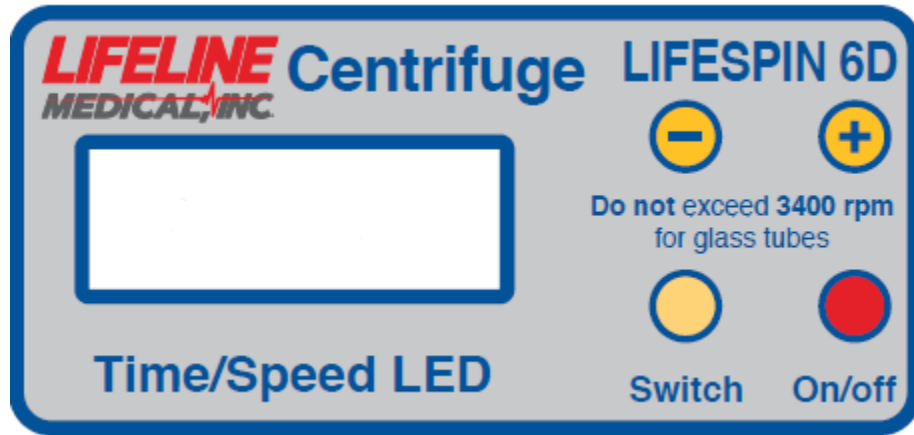 LIFELINE
MEDICAL, INC.
Centrifuge
LIFESPIN 6D
− +
Do not exceed 3400 rpm
for glass tubes
Time/Speed LED
Switch On/off